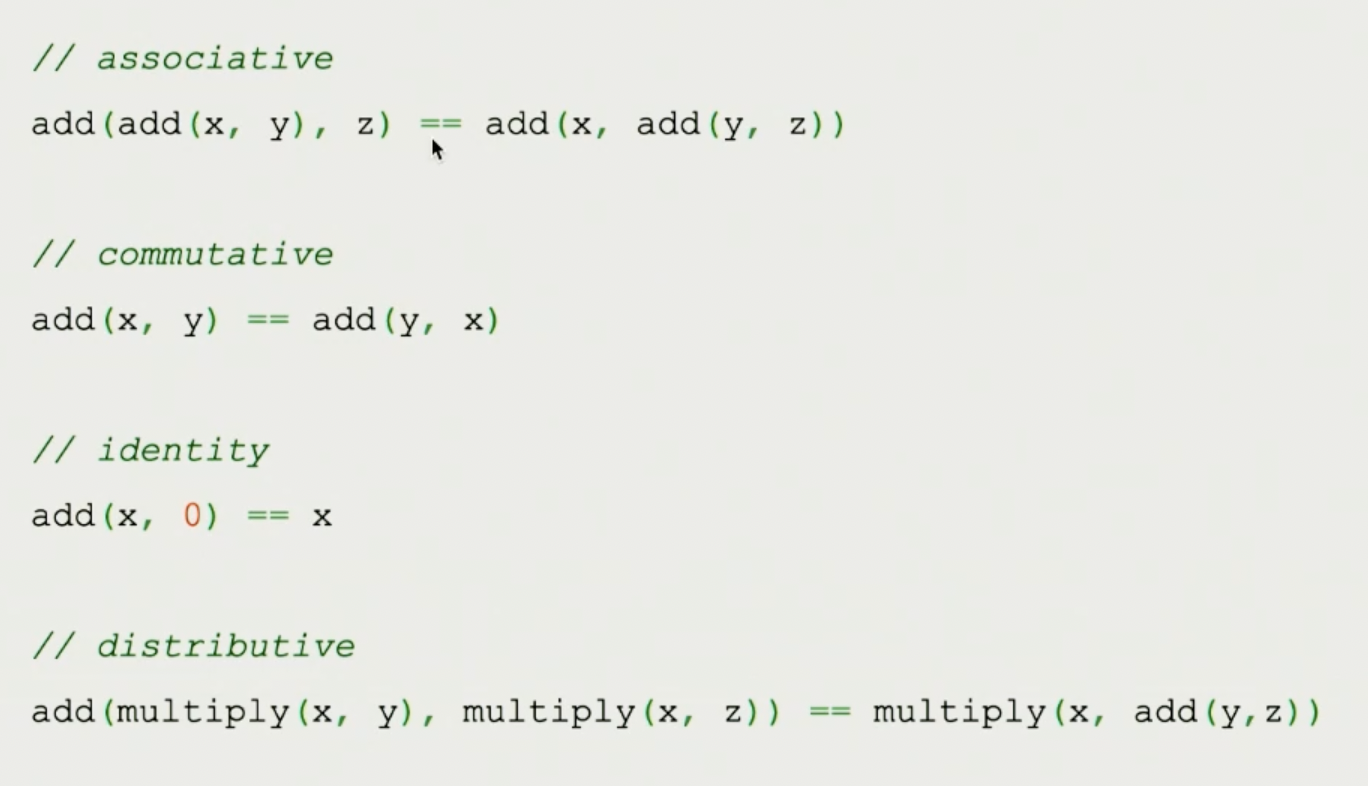 // associative
add(add(x, y), z) == add(x, add(y, z))
// commutative
add(x, y) == add(y, x)
// identity
add(x, 0) == x
// distributive
add(multiply(x, y), multiply(x, z)) == multiply(x, add(y,z))